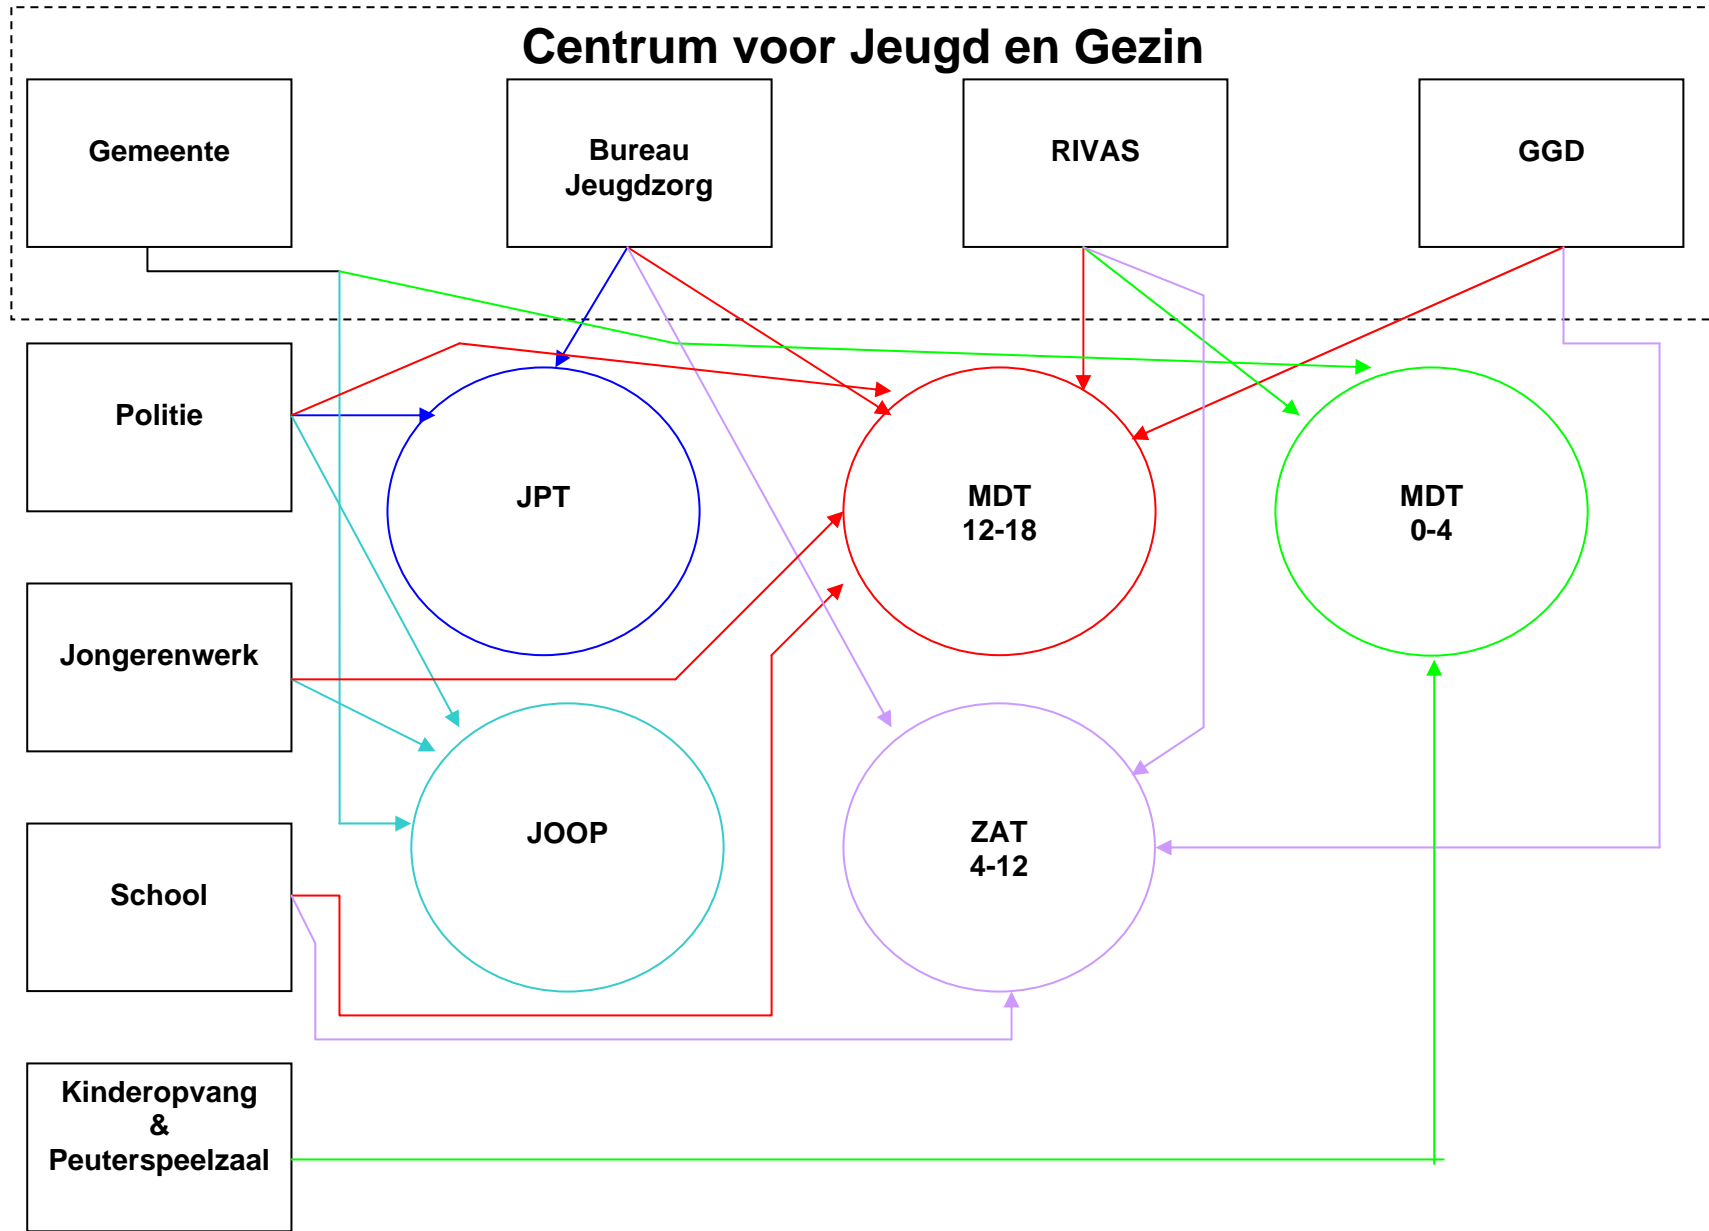 Centrum voor Jeugd en Gezin
Gemeente
Bureau
Jeugdzorg
RIVAS
GGD
Politie
JPT
MDT
12-18
MDT
0-4
Jongerenwerk
JOOP
ZAT
4-12
School
Kinderopvang
&
Peuterspeelzaal